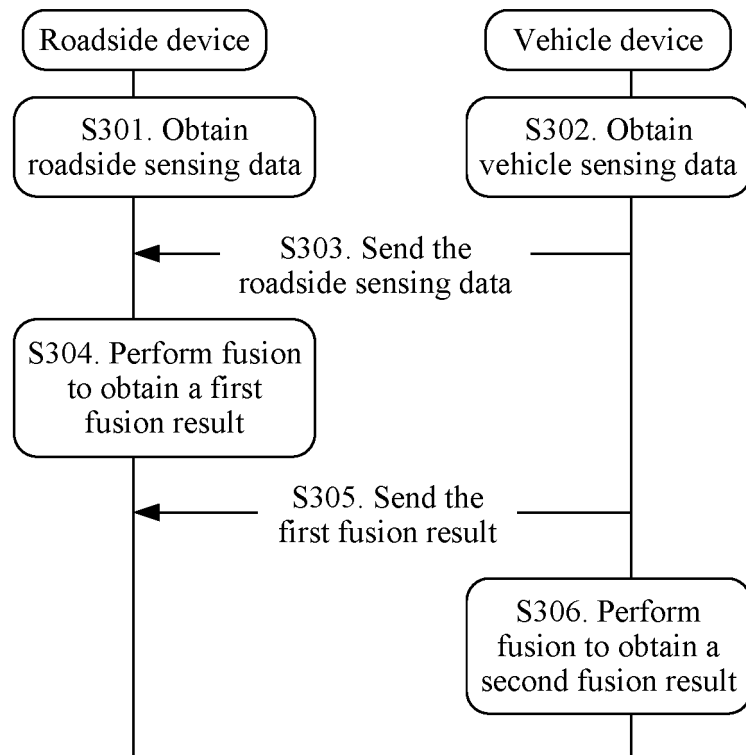 Roadside device
Vehicle device
S301. Obtain
roadside sensing data
S302. Obtain
vehicle sensing data
S303. Send the
roadside sensing data
S304. Perform fusion
to obtain a first
fusion result
S305. Send the
first fusion result
S306. Perform
fusion to obtain a
second fusion result